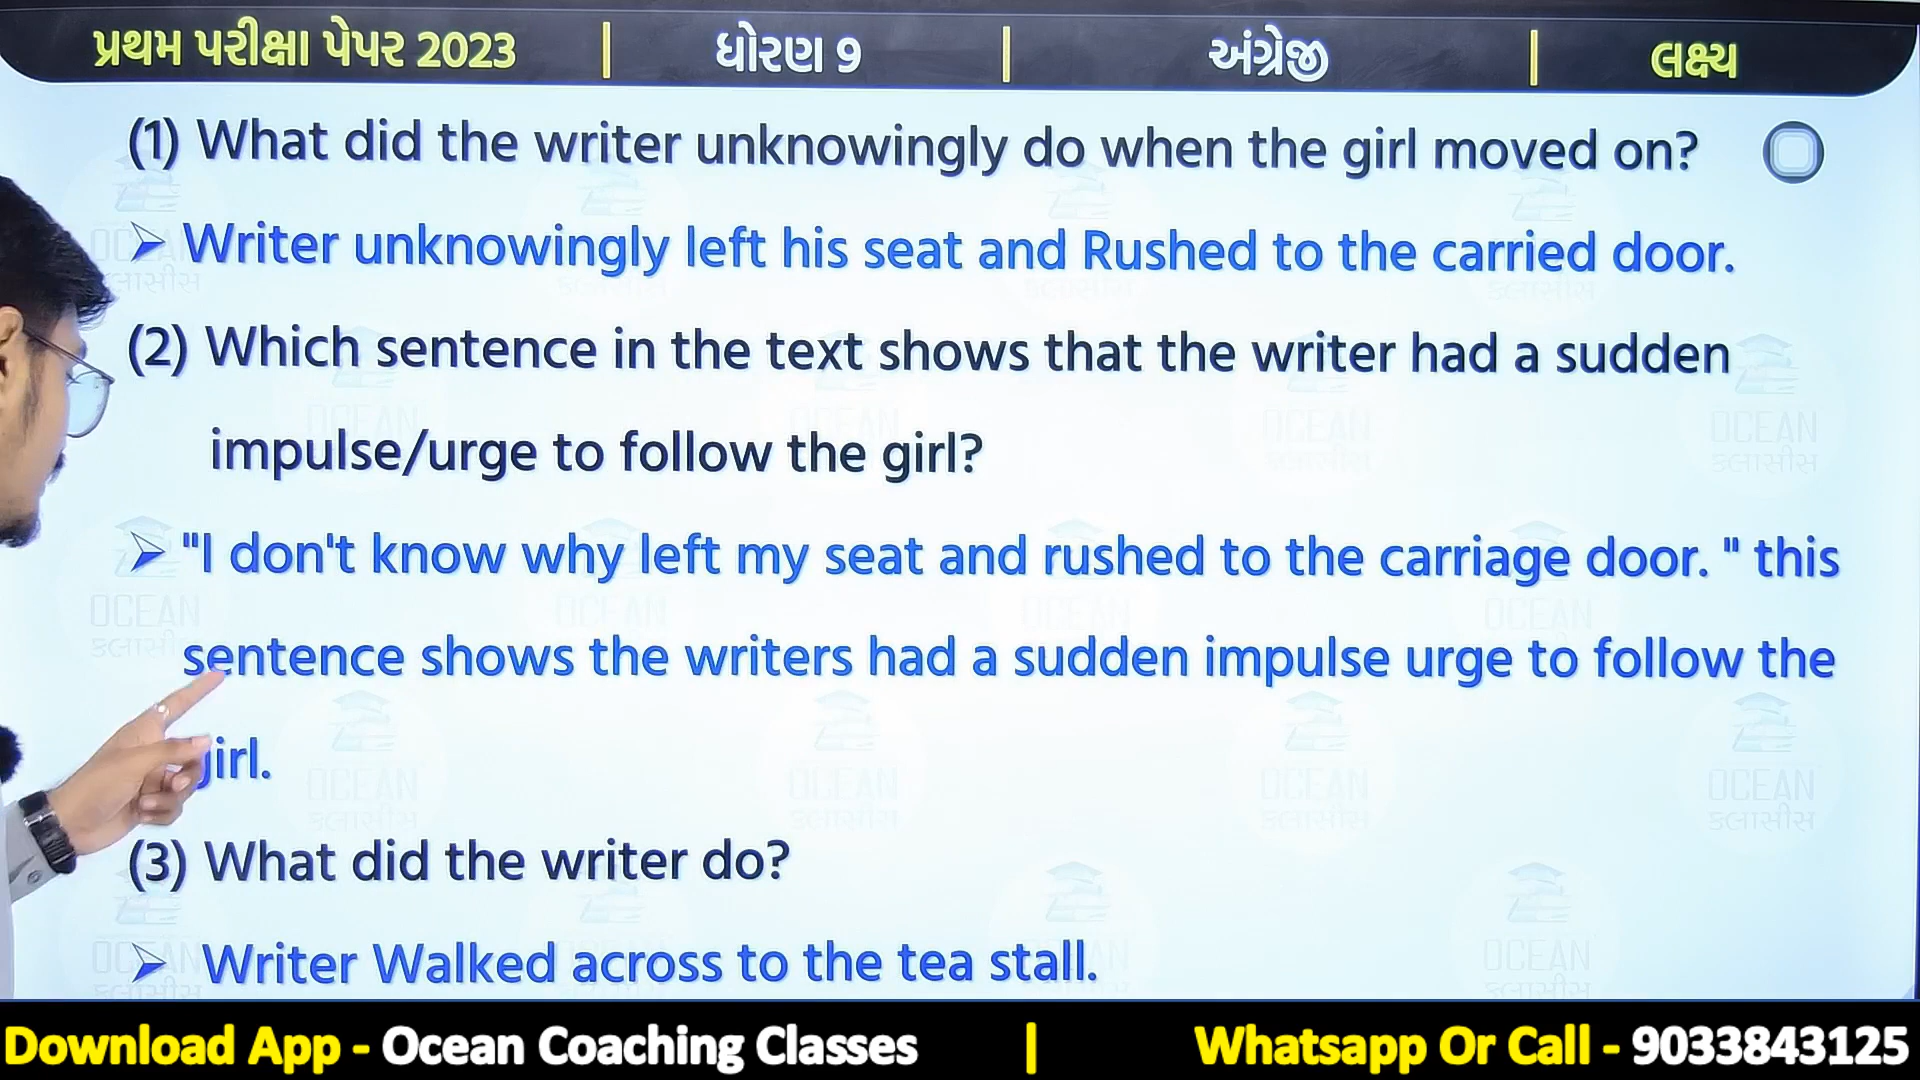 પ્રથમ પરીક્ષા પેપર 2023 | ધોરણ 9 | અંગ્રેજી | લક્ષ્ય
(1) What did the writer unknowingly do when the girl moved on?
➢ Writer unknowingly left his seat and Rushed to the carried door.
(2) Which sentence in the text shows that the writer had a sudden
impulse/urge to follow the girl?
➢ "I don't know why left my seat and rushed to the carriage door. " this
sentence shows the writers had a sudden impulse urge to follow the
girl.
(3) What did the writer do?
➢ Writer Walked across to the tea stall.
Download App - Ocean Coaching Classes | Whatsapp Or Call - 9033843125